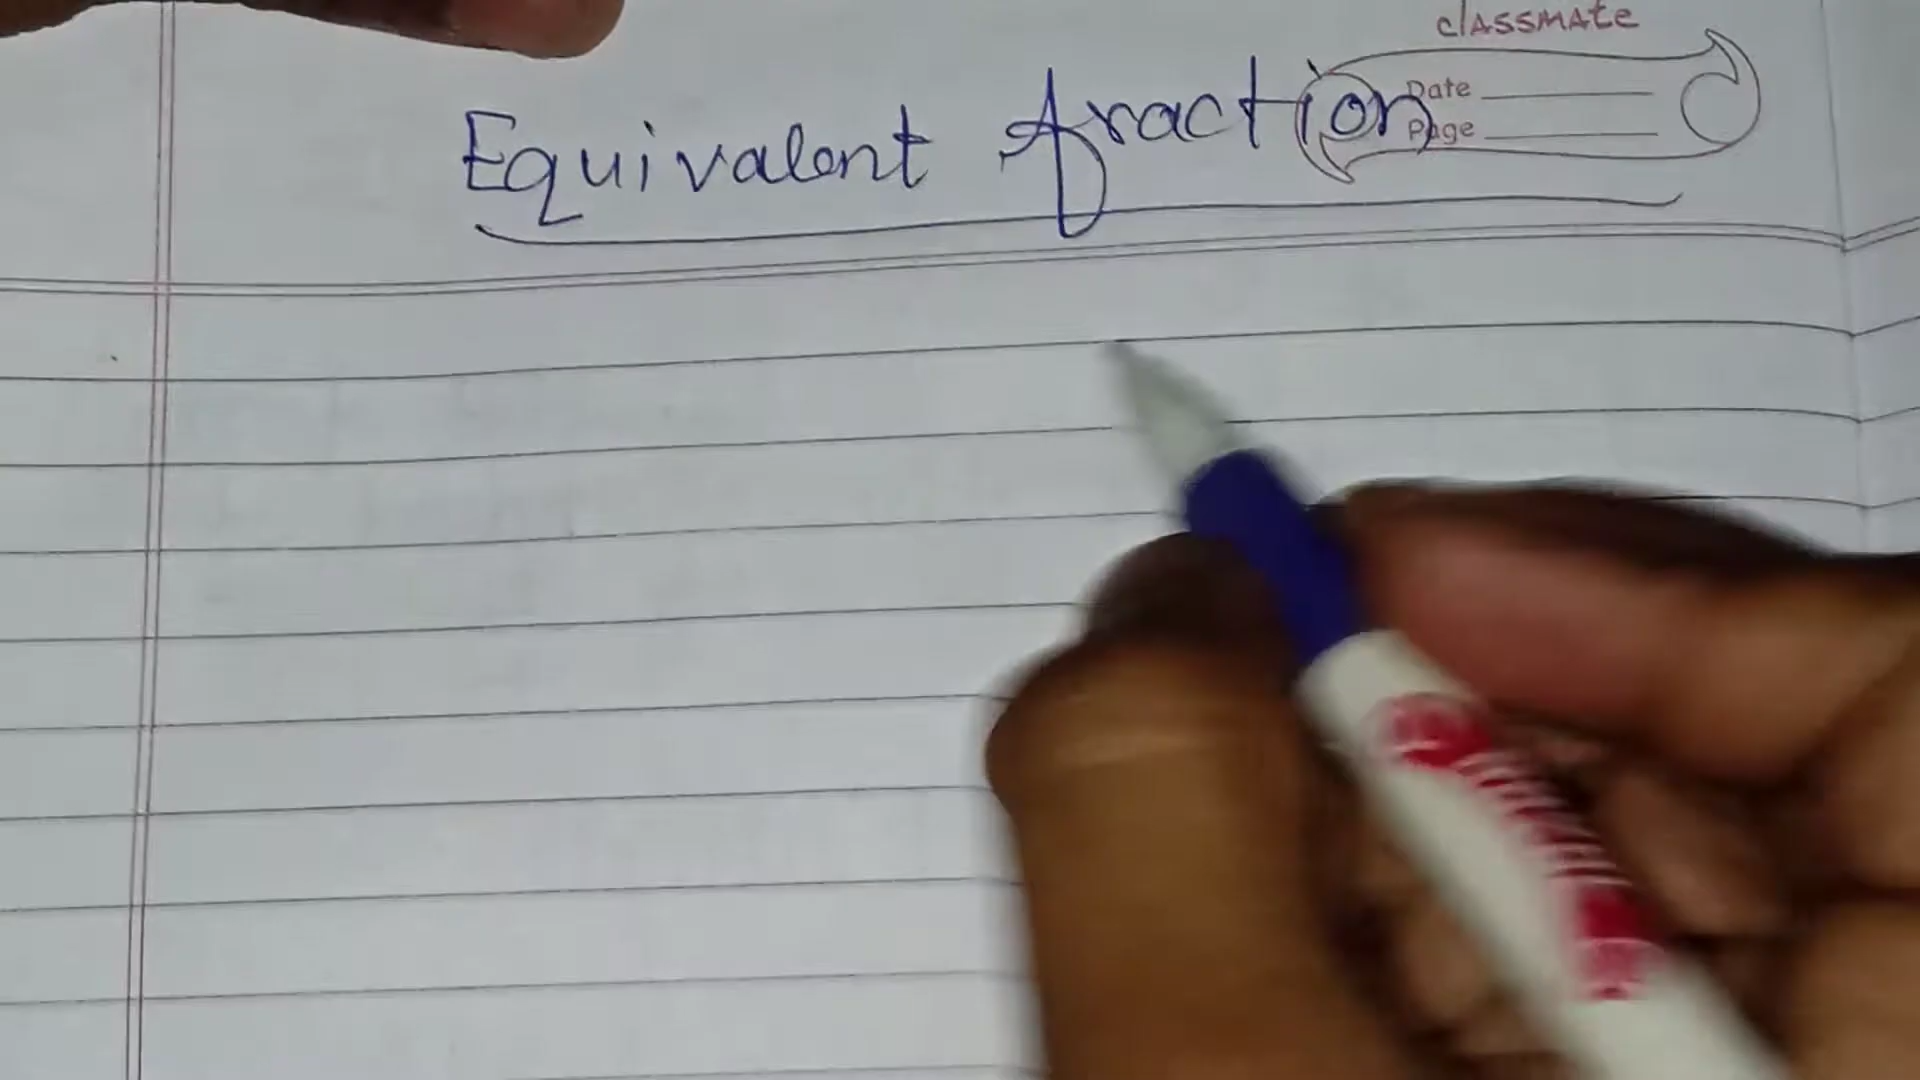 classmate
Equivalent fraction
Date
Page